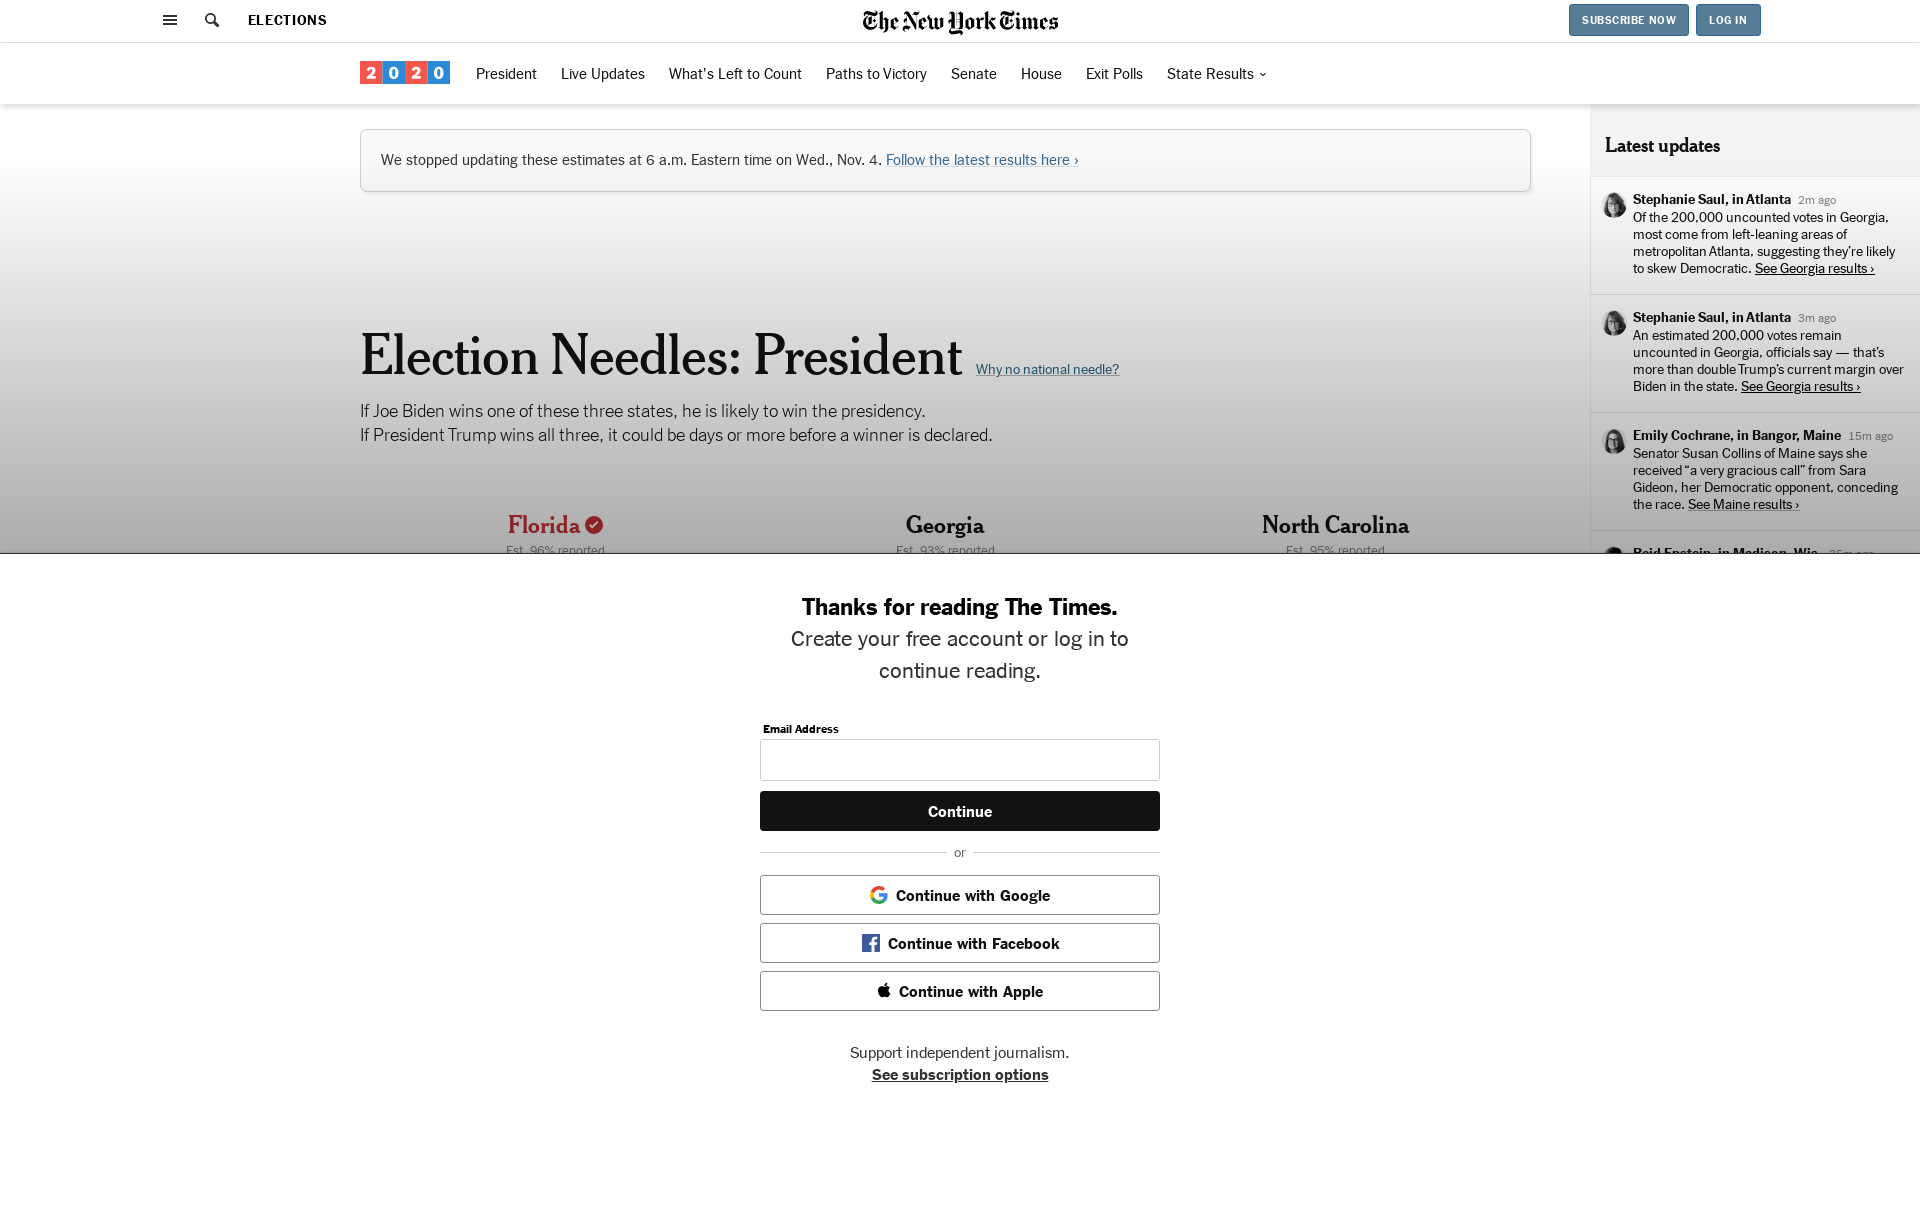 ELECTIONS
The New York Times
SUBSCRIBE NOW
LOG IN
2020
President
Live Updates
What's Left to Count
Paths to Victory
Senate
House
Exit Polls
State Results
We stopped updating these estimates at 6 a.m. Eastern time on Wed., Nov. 4. Follow the latest results here ›
Election Needles: President
Why no national needle?
If Joe Biden wins one of these three states, he is likely to win the presidency.
If President Trump wins all three, it could be days or more before a winner is declared.
Florida
Est. 96% reported
Georgia
Est. 93% reported
North Carolina
Est. 95% reported
Latest updates
Stephanie Saul, in Atlanta 2m ago
Of the 200,000 uncounted votes in Georgia,
most come from left-leaning areas of
metropolitan Atlanta, suggesting they’re likely
to skew Democratic. See Georgia results ›
Stephanie Saul, in Atlanta 3m ago
An estimated 200,000 votes remain
uncounted in Georgia, officials say — that’s
more than double Trump’s current margin over
Biden in the state. See Georgia results ›
Emily Cochrane, in Bangor, Maine 15m ago
Senator Susan Collins of Maine says she
received “a very gracious call” from Sara
Gideon, her Democratic opponent, conceding
the race. See Maine results ›
Reid Epstein, in Madison, Wis.
Thanks for reading The Times.
Create your free account or log in to
continue reading.
Email Address
Continue
or
Continue with Google
Continue with Facebook
Continue with Apple
Support independent journalism.
See subscription options